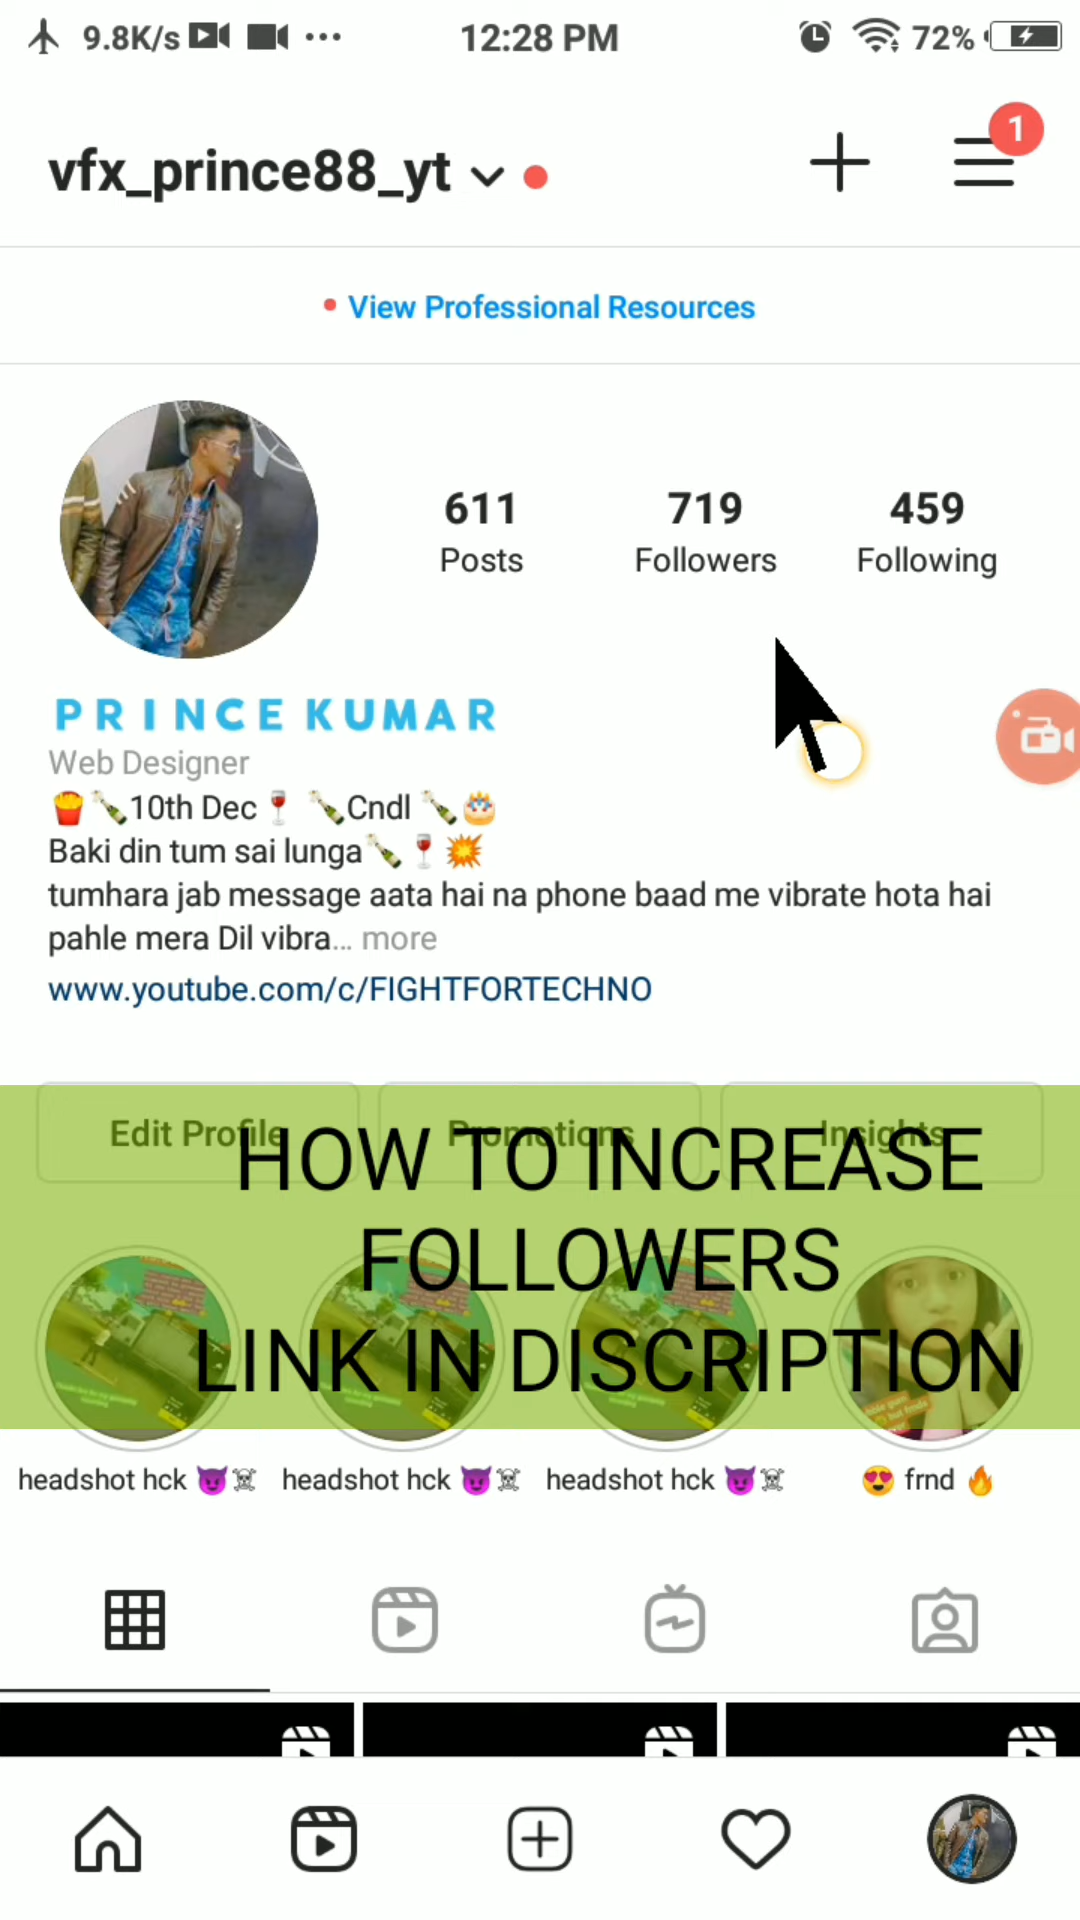 9.8K/s 12:28 PM 72%
vfx_prince88_yt
1
View Professional Resources
611 719 459
Posts Followers Following
PRINCE KUMAR
Web Designer
🍟🍾10th Dec🍷 🍾Cndl 🍾🎂
Baki din tum sai lunga🍾🍷💥
tumhara jab message aata hai na phone baad me vibrate hota hai
pahle mera Dil vibra... more
www.youtube.com/c/FIGHTFORTECHNO
Edit Profile Promotions Insights
HOW TO INCREASE
FOLLOWERS
LINK IN DISCRIPTION
headshot hck 😈☠ headshot hck 😈☠ headshot hck 😈☠ 😍 frnd 🔥